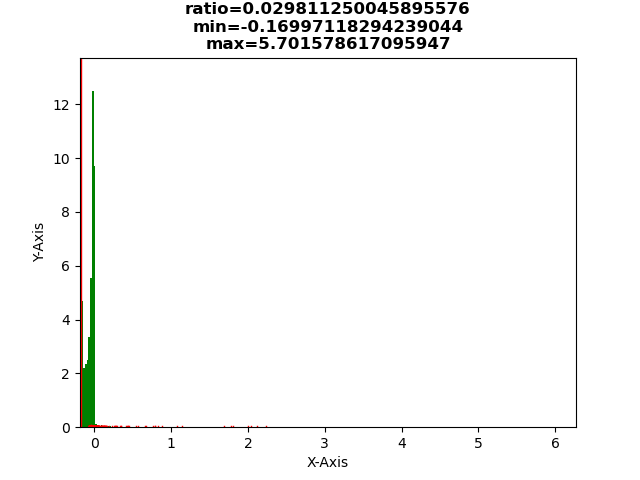 ratio=0.029811250045895576
min=-0.16997118294239044
max=5.701578617095947
12
10
8
6
4
2
0
Y-Axis
0 1 2 3 4 5 6
X-Axis